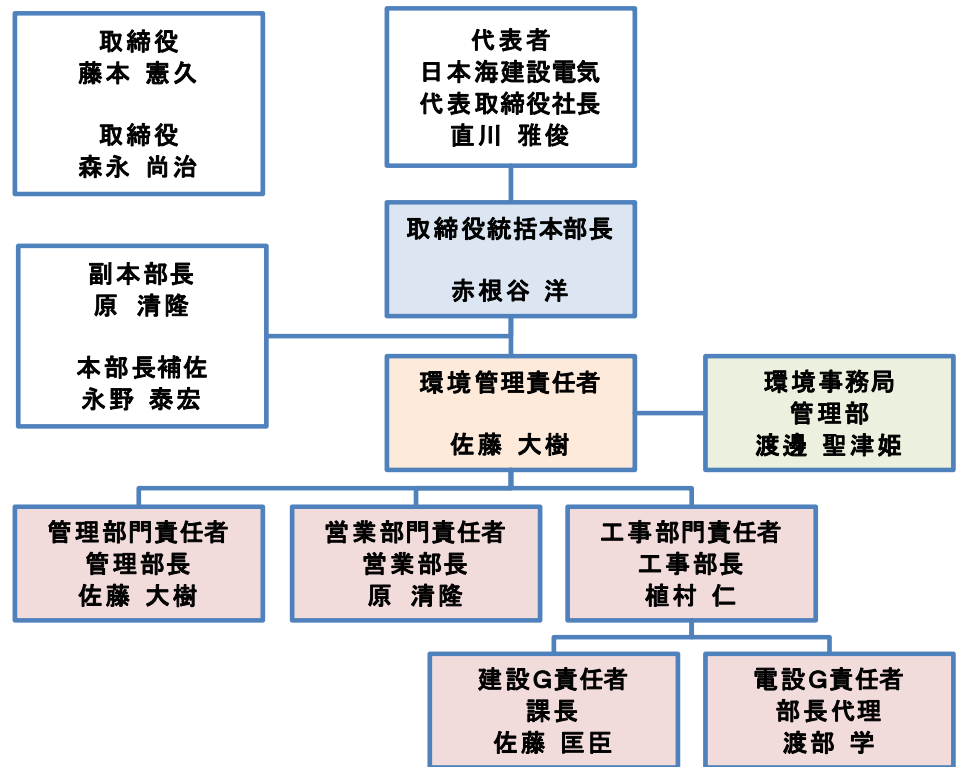 取締役
藤本 憲久
取締役
森永 尚治
代表者
日本海建設電気
代表取締役社長
直川 雅俊
取締役統括本部長
赤根谷 洋
副本部長
原 清隆
本部長補佐
永野 泰宏
環境管理責任者
佐藤 大樹
環境事務局
管理部
渡邊 聖津姫
管理部門責任者
管理部長
佐藤 大樹
営業部門責任者
営業部長
原 清隆
工事部門責任者
工事部長
植村 仁
建設G責任者
課長
佐藤 匡臣
電設G責任者
部長代理
渡部 学